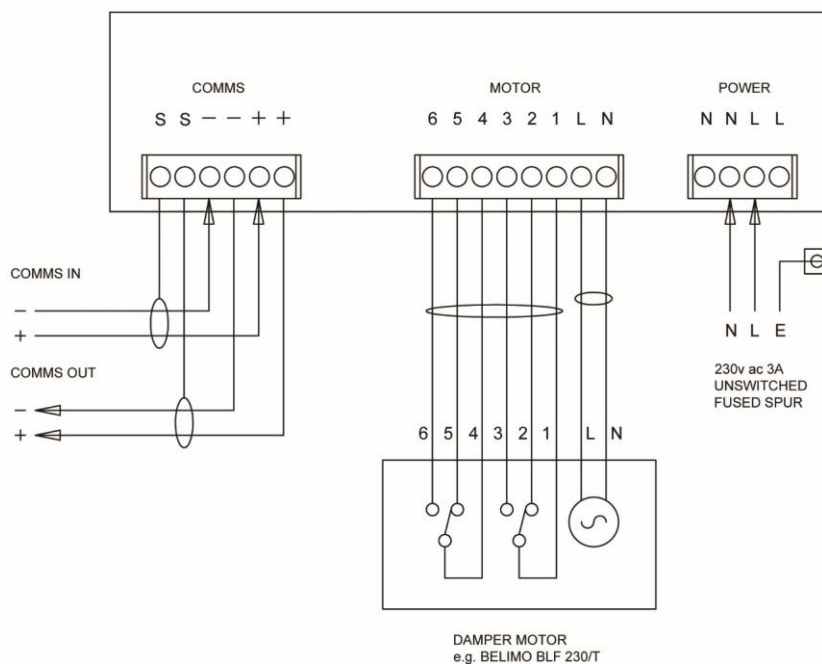 COMMS MOTOR POWER
S S − − + + 6 5 4 3 2 1 L N N N L L
COMMS IN
−
+
COMMS OUT
−
+
N L E
230v ac 3A
UNSWITCHED
FUSED SPUR
6 5 4 3 2 1 L N
DAMPER MOTOR
e.g. BELIMO BLF 230/T